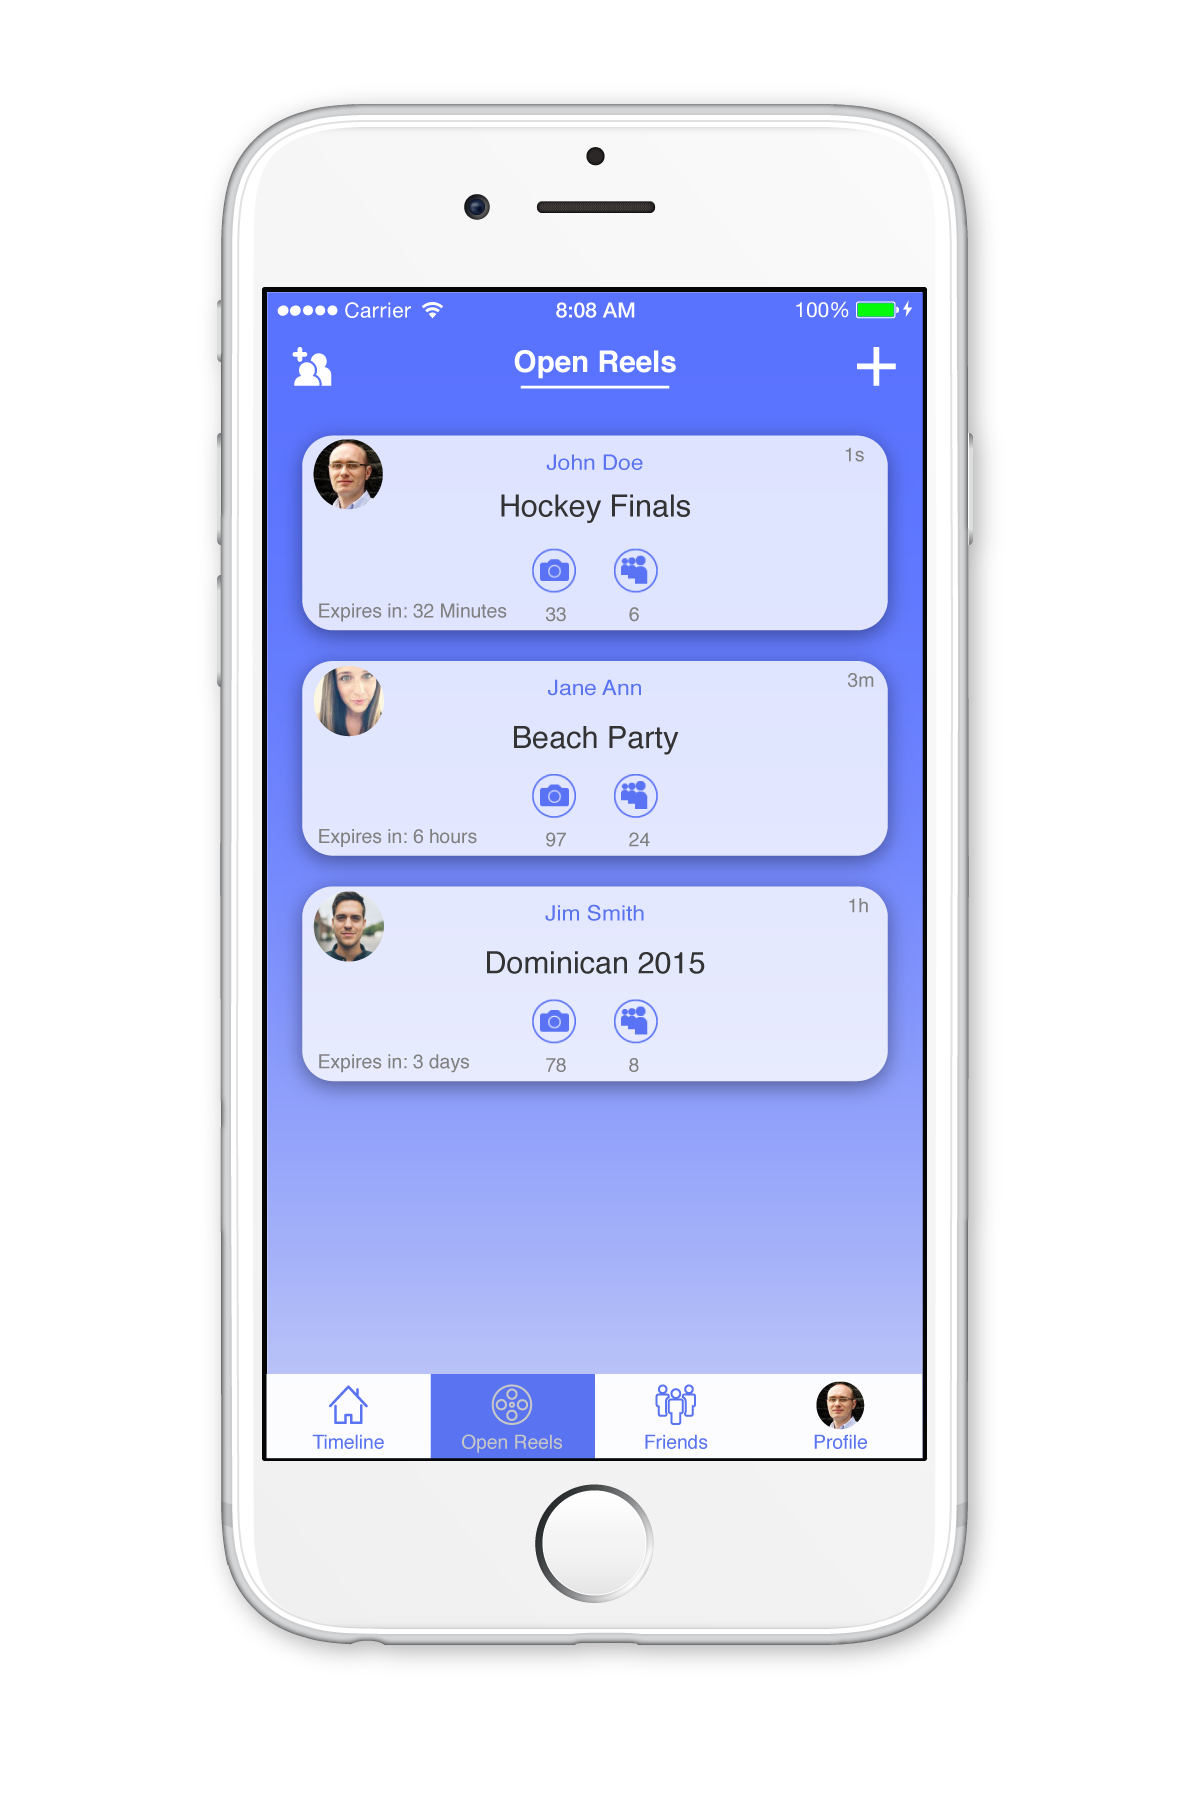 Carrier 8:08 AM 100%
Open Reels
John Doe 1s
Hockey Finals
Expires in: 32 Minutes 33 6
Jane Ann 3m
Beach Party
Expires in: 6 hours 97 24
Jim Smith 1h
Dominican 2015
Expires in: 3 days 78 8
Timeline Open Reels Friends Profile